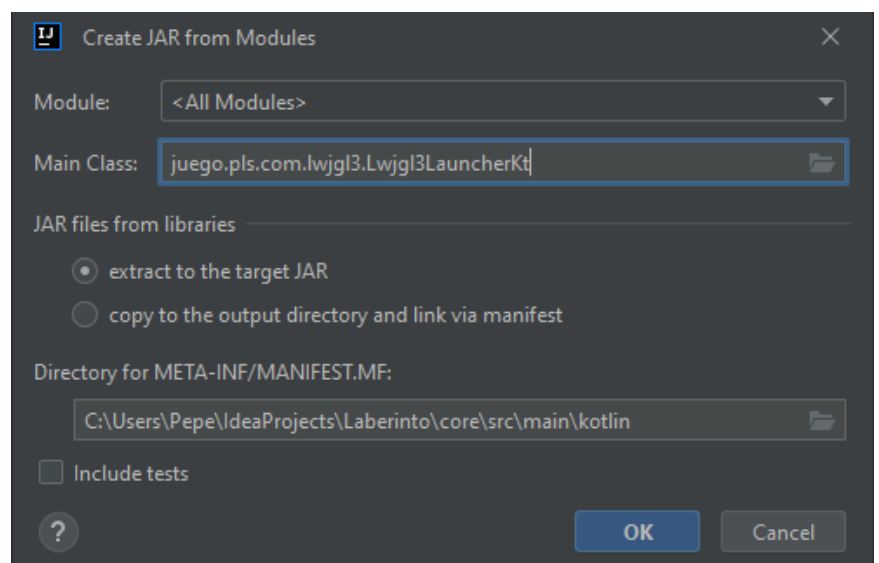 IJ
Create JAR from Modules
Module: <All Modules>
Main Class: juego.pls.com.lwjgl3.Lwjgl3LauncherKt
JAR files from libraries
extract to the target JAR
copy to the output directory and link via manifest
Directory for META-INF/MANIFEST.MF:
C:\Users\Pepe\IdeaProjects\Laberinto\core\src\main\kotlin
Include tests
? OK Cancel